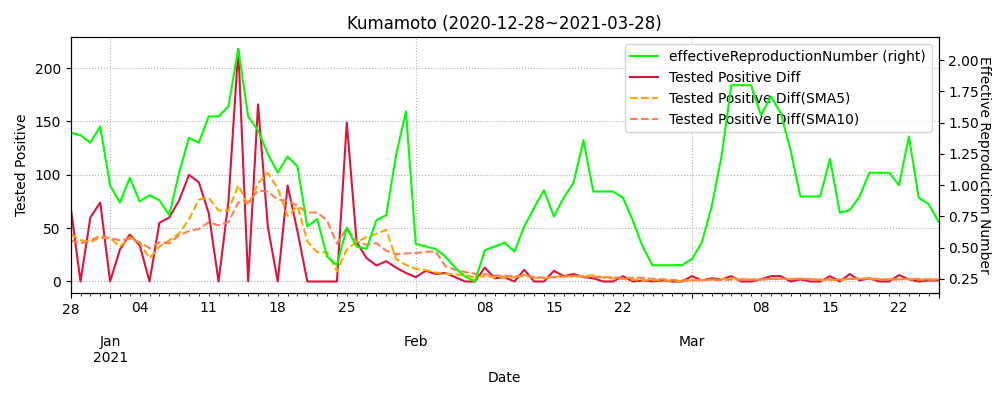 Kumamoto (2020-12-28~2021-03-28)
effectiveReproductionNumber (right)
Tested Positive Diff
Tested Positive Diff(SMA5)
Tested Positive Diff(SMA10)
Tested Positive
200
150
100
50
0
2.00
1.75
1.50
1.25
1.00
0.75
0.50
0.25
Effective Reproduction Number
28 04 11 18 25 08 15 22 08 15 22
Jan Feb Mar
2021
Date